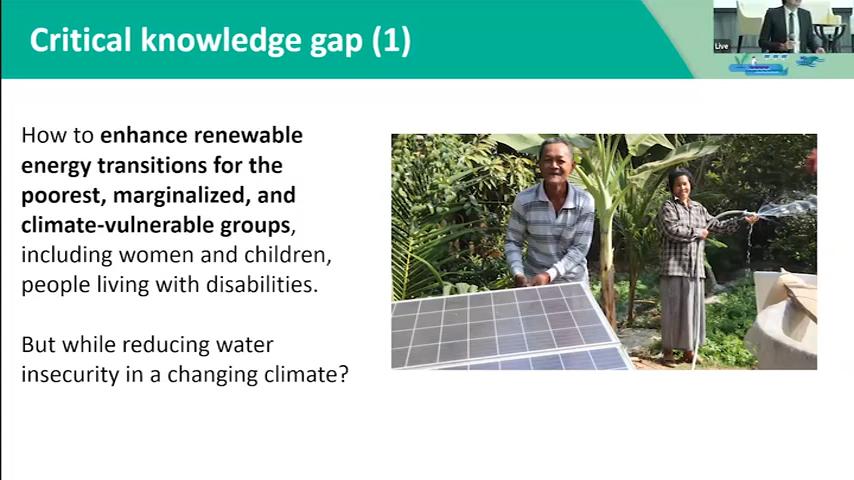 Critical knowledge gap (1)
Live
How to enhance renewable
energy transitions for the
poorest, marginalized, and
climate-vulnerable groups,
including women and children,
people living with disabilities.
But while reducing water
insecurity in a changing climate?